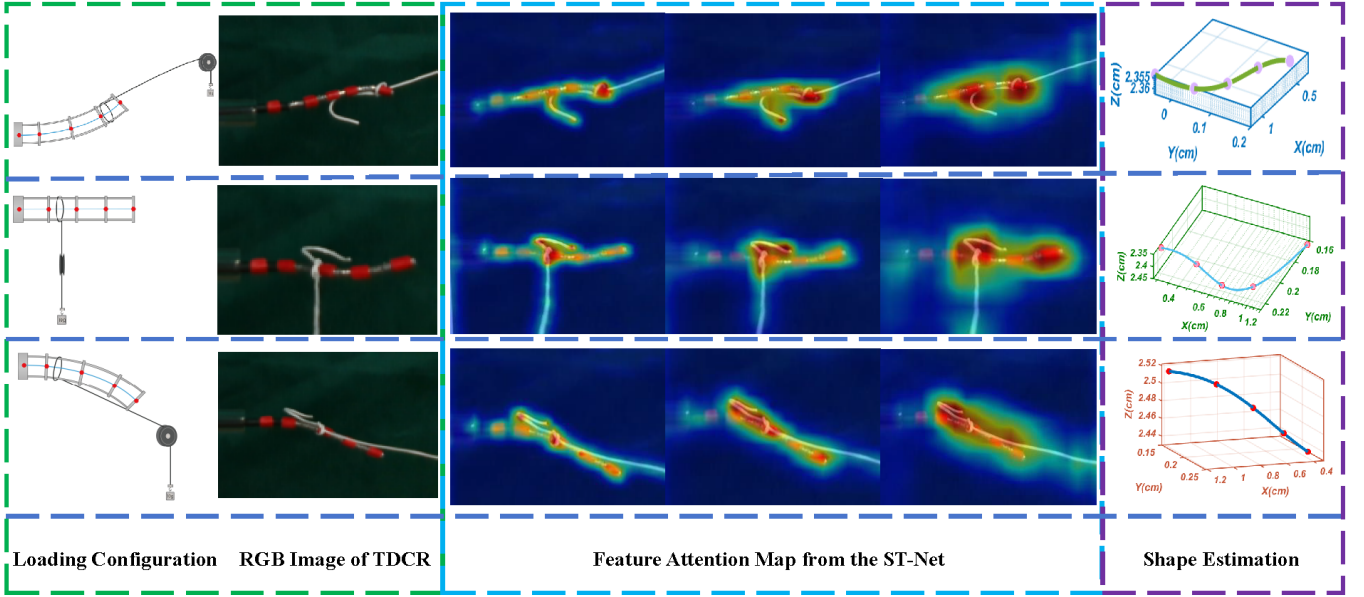 2.355
2.36
Z(cm)
0
0.1
0.2
Y(cm)
1
0.5
X(cm)
2.35
2.4
2.45
Z(cm)
0.4
0.6
0.8
1
1.2
X(cm)
0.16
0.18
0.2
0.22
Y(cm)
2.52
2.5
2.48
2.46
2.44
Z(cm)
0.15
0.2
0.25
Y(cm)
1.2
1
0.8
0.6
0.4
X(cm)
Loading Configuration
RGB Image of TDCR
Feature Attention Map from the ST-Net
Shape Estimation